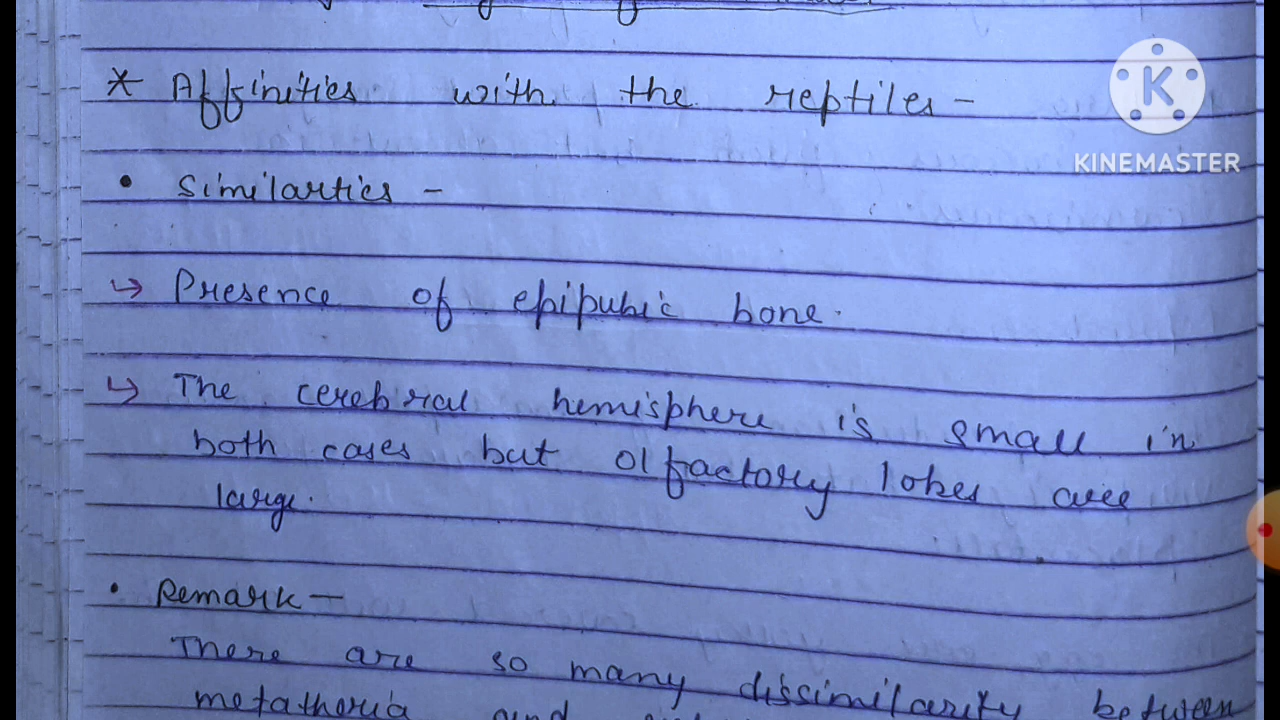 * Affinities with the reptiles -
K
KINEMASTER
• Similarties -
↳ Presence of epipubic bone.
↳ The cerebral hemisphere is small in
both cases but olfactory lobes are
large.
• Remark —
There are so many dissimilarity between
metatheria and